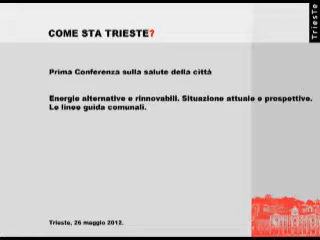 TriesTe
COME STA TRIESTE?
Prima Conferenza sulla salute della città
Energie alternative e rinnovabili. Situazione attuale e prospettive.
Le linee guida comunali.
Trieste, 26 maggio 2012.